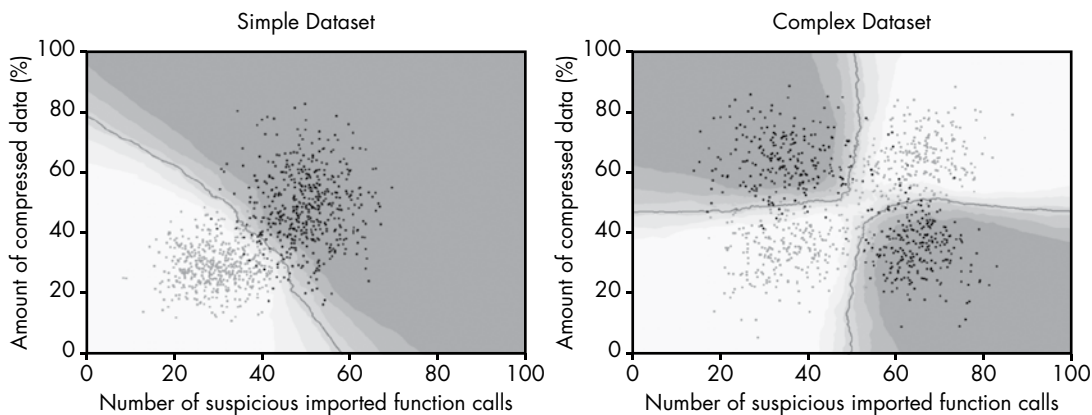 Simple Dataset
Amount of compressed data (%)
100
80
60
40
20
0
0 20 40 60 80 100
Number of suspicious imported function calls
Complex Dataset
Amount of compressed data (%)
100
80
60
40
20
0
0 20 40 60 80 100
Number of suspicious imported function calls